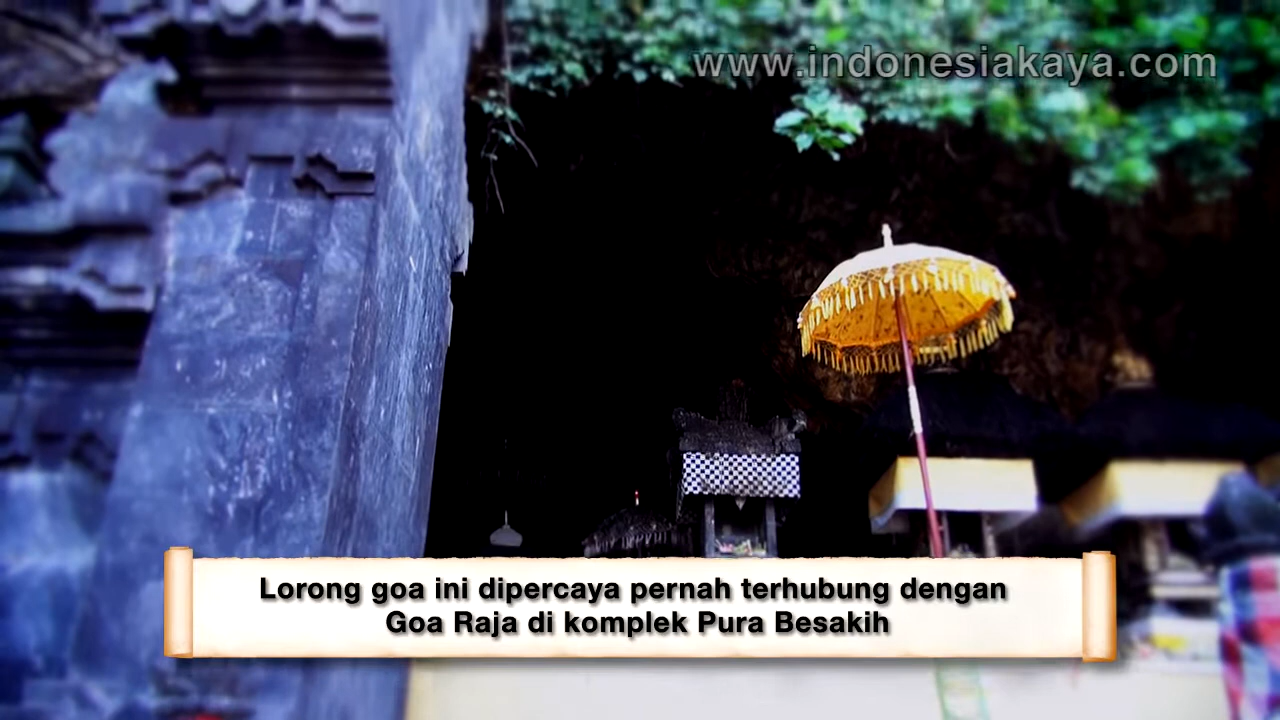 www.indonesiakaya.com
Lorong goa ini dipercaya pernah terhubung dengan
Goa Raja di komplek Pura Besakih